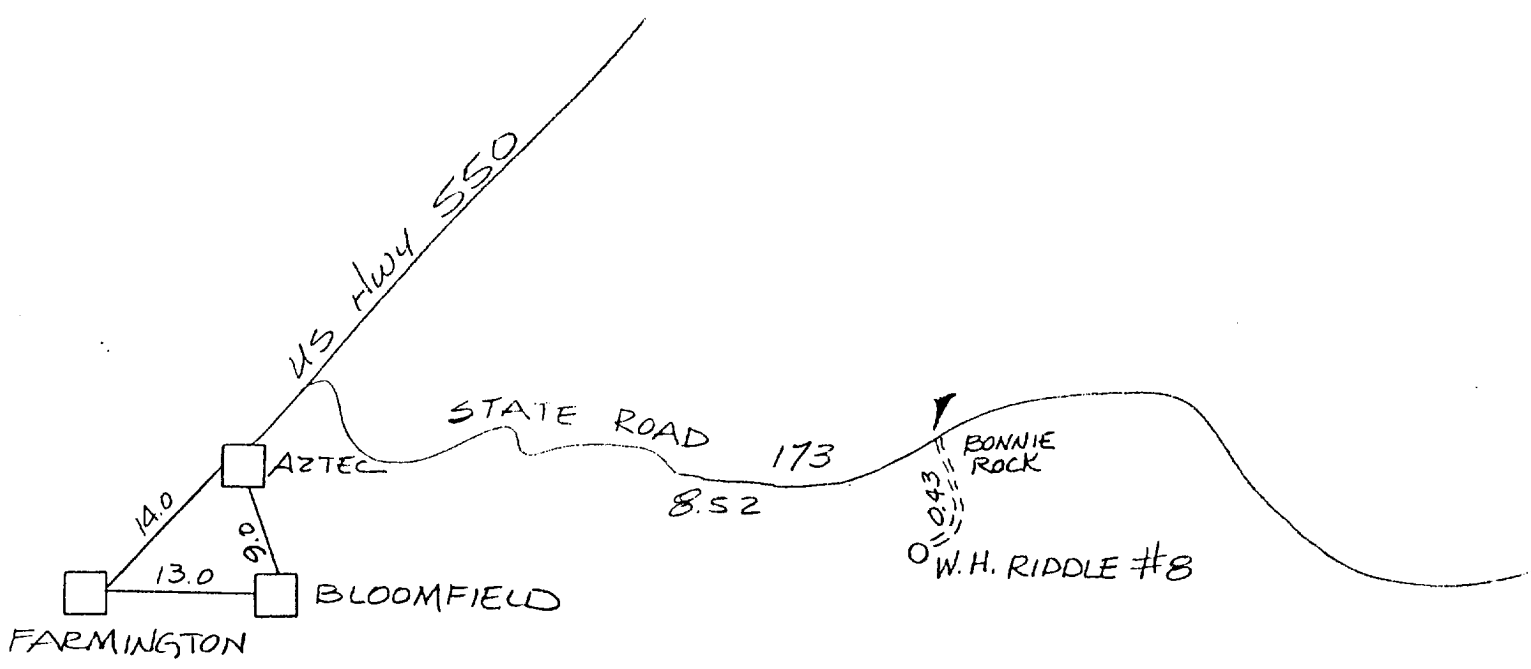 US HWY 550
STATE ROAD
173
8.52
BONNIE
ROCK
AZTEC
14.0
9.0
0.43
13.0
W.H. RIDDLE #8
BLOOMFIELD
FARMINGTON